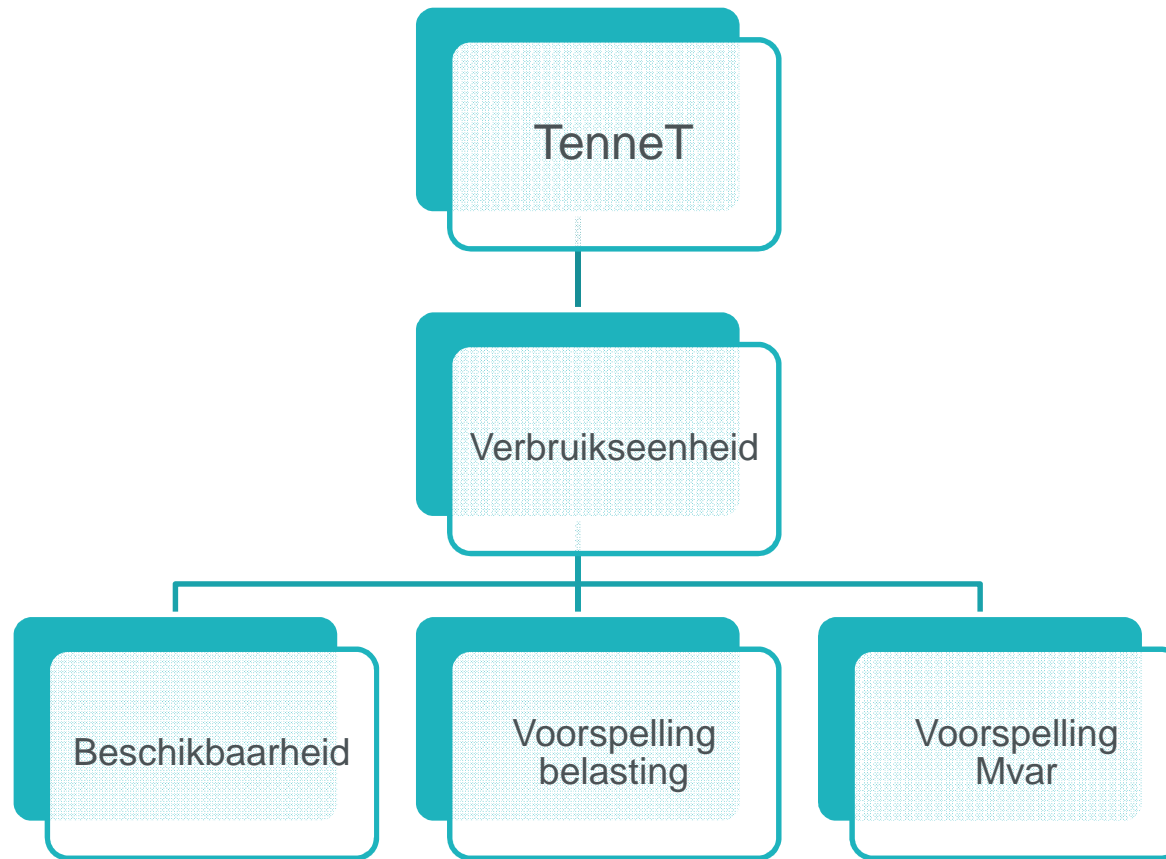 TenneT
Verbruikseenheid
Beschikbaarheid
Voorspelling
belasting
Voorspelling
Mvar